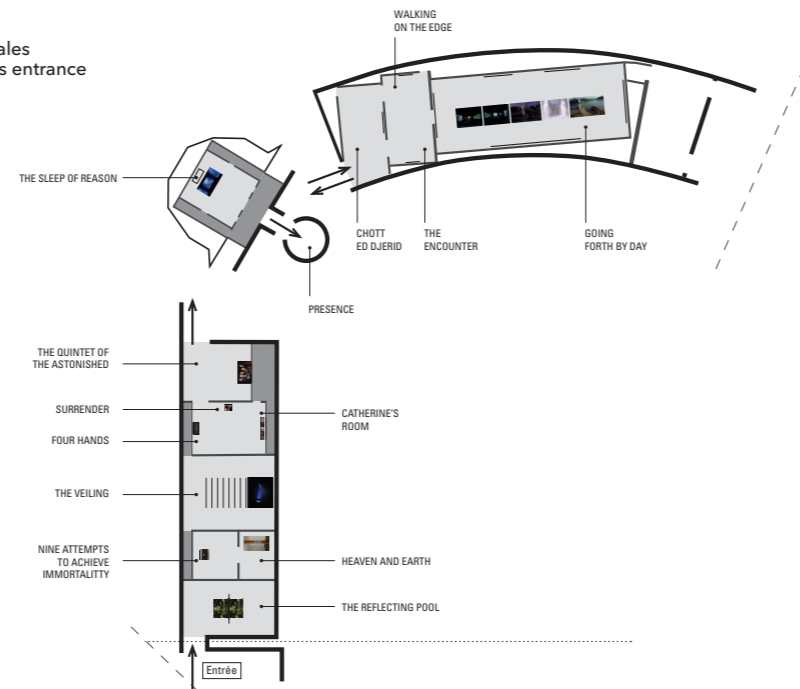 ales
s entrance
WALKING
ON THE EDGE
THE SLEEP OF REASON
CHOTT
ED DJERID
THE
ENCOUNTER
GOING
FORTH BY DAY
PRESENCE
THE QUINTET OF
THE ASTONISHED
SURRENDER
CATHERINE'S
ROOM
FOUR HANDS
THE VEILING
NINE ATTEMPTS
TO ACHIEVE
IMMORTALITTY
HEAVEN AND EARTH
THE REFLECTING POOL
Entrée